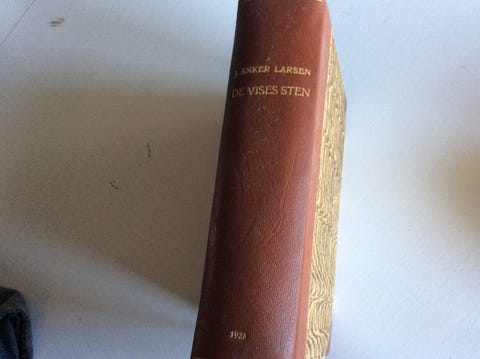 J. ANKER LARSEN
DE VISES STEN
1923